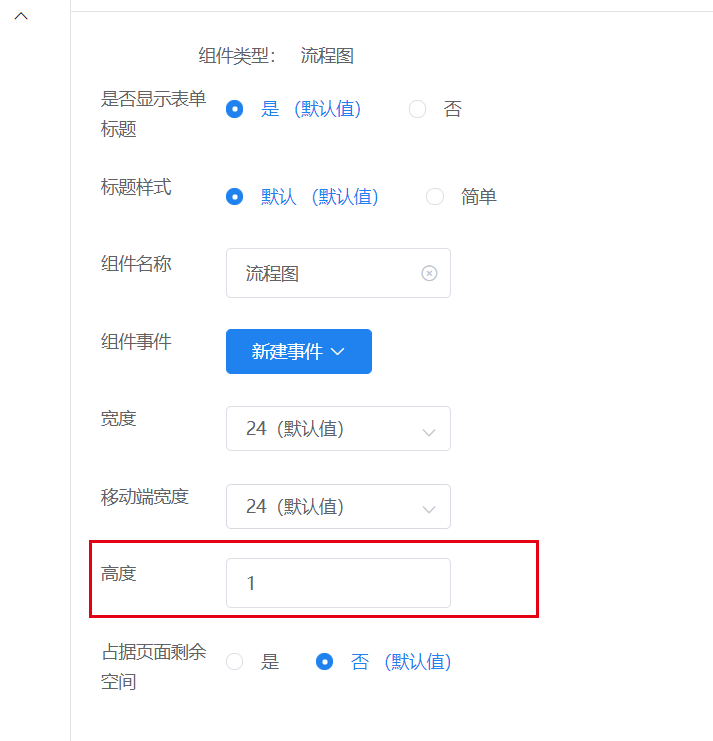 组件类型： 流程图
是否显示表单标题
是 （默认值） 否
标题样式
默认 （默认值） 简单
组件名称
流程图
组件事件
新建事件
宽度
24（默认值）
移动端宽度
24（默认值）
高度
1
占据页面剩余空间
是 否 （默认值）